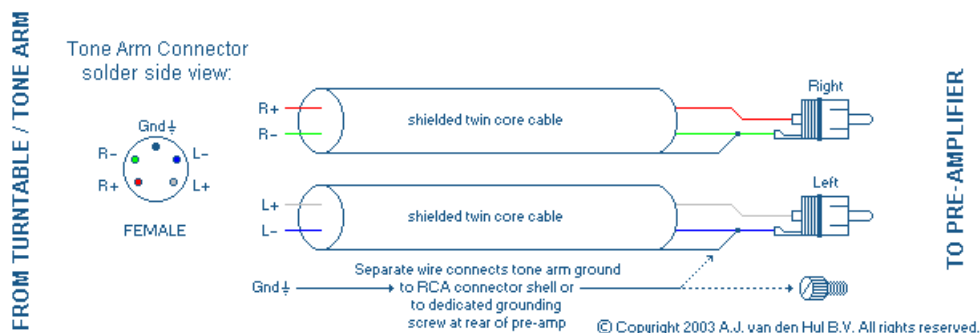 FROM TURNTABLE / TONE ARM
Tone Arm Connector
solder side view:
Gnd⏚
R–
L–
R+
L+
FEMALE
R+
R–
shielded twin core cable
Right
L+
L–
shielded twin core cable
Left
Gnd⏚
Separate wire connects tone arm ground
to RCA connector shell or
to dedicated grounding
screw at rear of pre-amp
TO PRE-AMPLIFIER
© Copyright 2003 A.J. van den Hul B.V. All rights reserved.